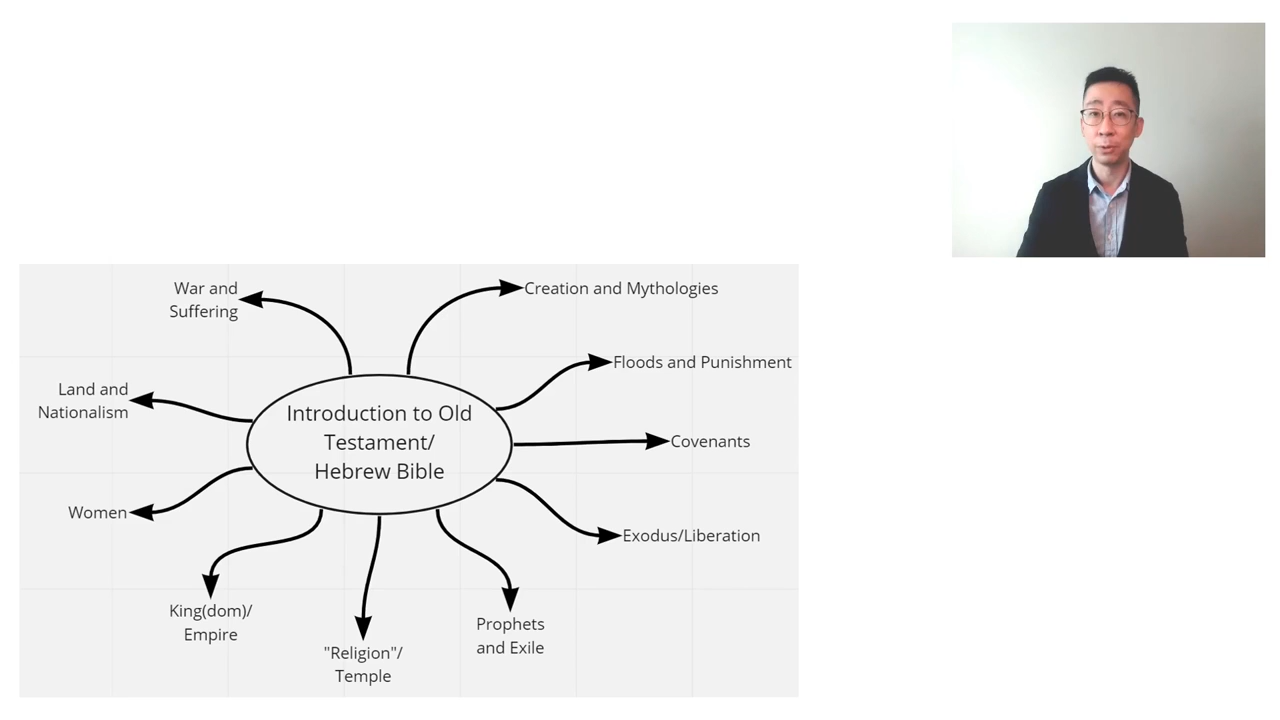 Introduction to Old
Testament/
Hebrew Bible
Creation and Mythologies
Floods and Punishment
Covenants
Exodus/Liberation
Prophets
and Exile
"Religion"/
Temple
King(dom)/
Empire
Women
Land and
Nationalism
War and
Suffering